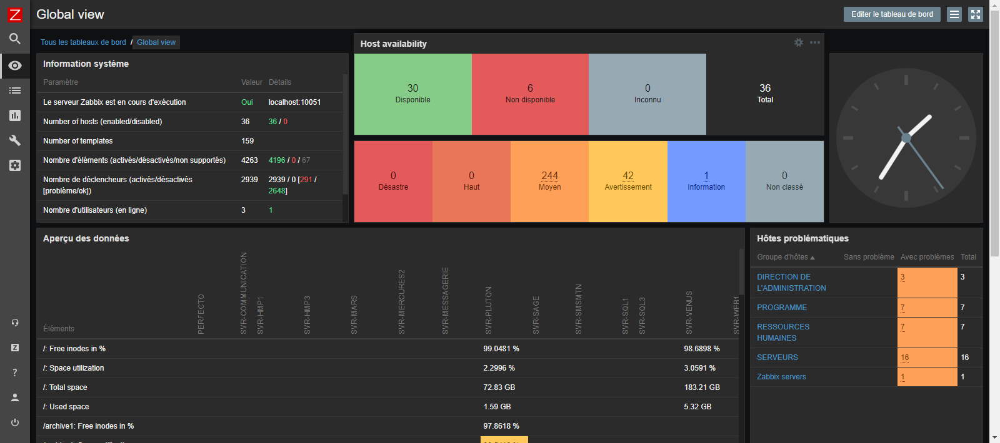 Z
Global view
Editer le tableau de bord
Tous les tableaux de bord / Global view
Information système
Paramètre Valeur Détails
Le serveur Zabbix est en cours d'exécution Oui localhost:10051
Number of hosts (enabled/disabled) 36 36 / 0
Number of templates 159
Nombre d'éléments (activés/désactivés/non supportés) 4263 4196 / 0 / 67
Nombre de déclencheurs (activés/désactivés 2939 2939 / 0 [291 /
[problème/ok]) 2648]
Nombre d'utilisateurs (en ligne) 3 1
Host availability
30 6 0 36
Disponible Non disponible Inconnu Total
0 0 244 42 1 0
Désastre Haut Moyen Avertissement Information Non classé
Aperçu des données
Éléments PERFECTO SVR-COMMUNICATION SVR-HMP1 SVR-HMP3 SVR-MARS SVR-MERCURES2 SVR-MESSAGERIE SVR-PLUTON SVR-SAGE SVR-SMSMTN SVR-SQL1 SVR-SQL3 SVR-VENUS SVR-WEB1
/: Free inodes in % 99.0481 % 98.6898 %
/: Space utilization 2.2996 % 3.0591 %
/: Total space 72.83 GB 183.21 GB
/: Used space 1.59 GB 5.32 GB
/archive1: Free inodes in % 97.8618 %
Hôtes problématiques
Groupe d'hôtes Sans problème Avec problèmes Total
DIRECTION DE 3 3
L'ADMINISTRATION
PROGRAMME 7 7
RESSOURCES 7 7
HUMAINES
SERVEURS 16 16
Zabbix servers 1 1
Z
?